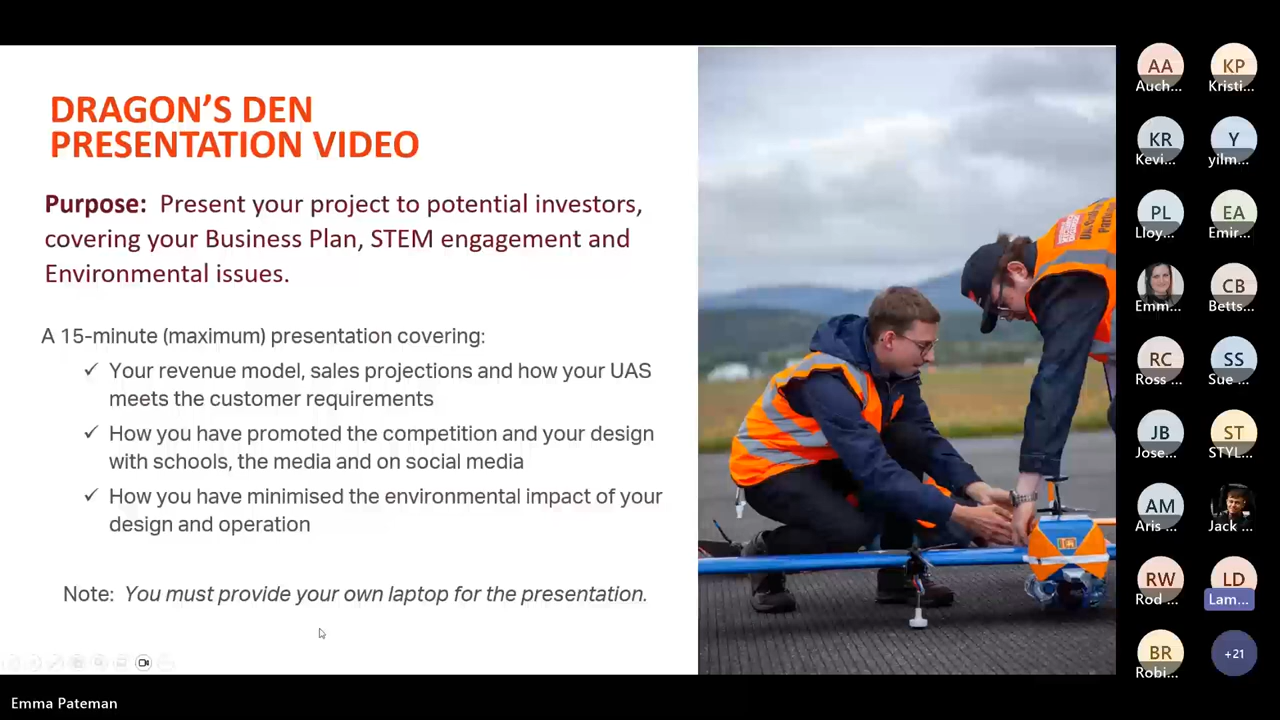 DRAGON’S DEN
PRESENTATION VIDEO
Purpose: Present your project to potential investors,
covering your Business Plan, STEM engagement and
Environmental issues.
A 15-minute (maximum) presentation covering:
✓ Your revenue model, sales projections and how your UAS
meets the customer requirements
✓ How you have promoted the competition and your design
with schools, the media and on social media
✓ How you have minimised the environmental impact of your
design and operation
Note: You must provide your own laptop for the presentation.
AA
KP
Auch...
Kristi...
KR
Y
Kevi...
yilm...
PL
EA
Lloy...
Emir...
CB
Emm...
Betts...
RC
SS
Ross ...
Sue ...
JB
ST
Jose...
STYL...
AM
Aris ...
Jack ...
RW
LD
Rod ...
Lam...
BR
+21
Robi...
Emma Pateman